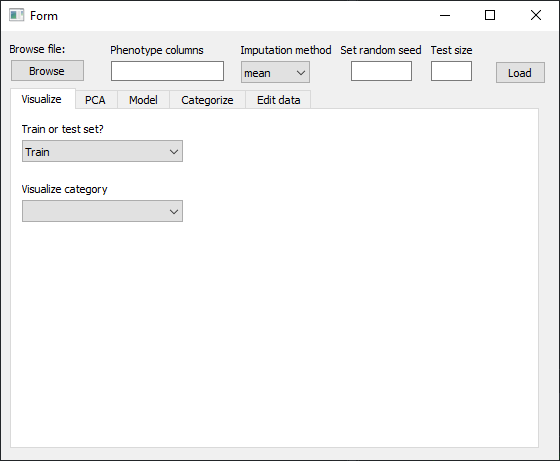 Form
Browse file: Phenotype columns Imputation method Set random seed Test size
Browse mean Load
Visualize PCA Model Categorize Edit data
Train or test set?
Train
Visualize category